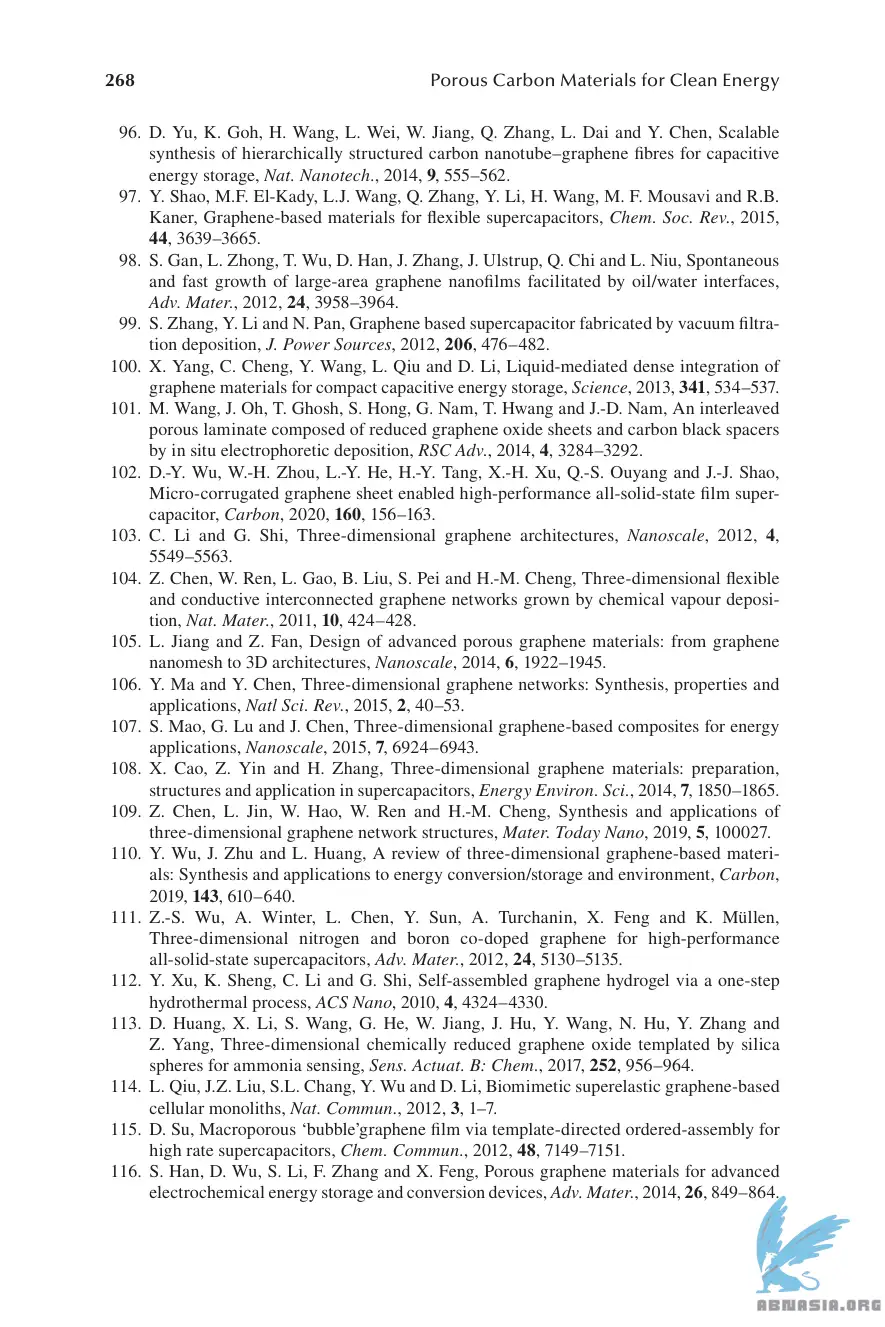 268 Porous Carbon Materials for Clean Energy
96. D. Yu, K. Goh, H. Wang, L. Wei, W. Jiang, Q. Zhang, L. Dai and Y. Chen, Scalable
synthesis of hierarchically structured carbon nanotube–graphene fibres for capacitive
energy storage, Nat. Nanotech., 2014, 9, 555–562.
97. Y. Shao, M.F. El-Kady, L.J. Wang, Q. Zhang, Y. Li, H. Wang, M. F. Mousavi and R.B.
Kaner, Graphene-based materials for flexible supercapacitors, Chem. Soc. Rev., 2015,
44, 3639–3665.
98. S. Gan, L. Zhong, T. Wu, D. Han, J. Zhang, J. Ulstrup, Q. Chi and L. Niu, Spontaneous
and fast growth of large-area graphene nanofilms facilitated by oil/water interfaces,
Adv. Mater., 2012, 24, 3958–3964.
99. S. Zhang, Y. Li and N. Pan, Graphene based supercapacitor fabricated by vacuum filtra-
tion deposition, J. Power Sources, 2012, 206, 476–482.
100. X. Yang, C. Cheng, Y. Wang, L. Qiu and D. Li, Liquid-mediated dense integration of
graphene materials for compact capacitive energy storage, Science, 2013, 341, 534–537.
101. M. Wang, J. Oh, T. Ghosh, S. Hong, G. Nam, T. Hwang and J.-D. Nam, An interleaved
porous laminate composed of reduced graphene oxide sheets and carbon black spacers
by in situ electrophoretic deposition, RSC Adv., 2014, 4, 3284–3292.
102. D.-Y. Wu, W.-H. Zhou, L.-Y. He, H.-Y. Tang, X.-H. Xu, Q.-S. Ouyang and J.-J. Shao,
Micro-corrugated graphene sheet enabled high-performance all-solid-state film super-
capacitor, Carbon, 2020, 160, 156–163.
103. C. Li and G. Shi, Three-dimensional graphene architectures, Nanoscale, 2012, 4,
5549–5563.
104. Z. Chen, W. Ren, L. Gao, B. Liu, S. Pei and H.-M. Cheng, Three-dimensional flexible
and conductive interconnected graphene networks grown by chemical vapour deposi-
tion, Nat. Mater., 2011, 10, 424–428.
105. L. Jiang and Z. Fan, Design of advanced porous graphene materials: from graphene
nanomesh to 3D architectures, Nanoscale, 2014, 6, 1922–1945.
106. Y. Ma and Y. Chen, Three-dimensional graphene networks: Synthesis, properties and
applications, Natl Sci. Rev., 2015, 2, 40–53.
107. S. Mao, G. Lu and J. Chen, Three-dimensional graphene-based composites for energy
applications, Nanoscale, 2015, 7, 6924–6943.
108. X. Cao, Z. Yin and H. Zhang, Three-dimensional graphene materials: preparation,
structures and application in supercapacitors, Energy Environ. Sci., 2014, 7, 1850–1865.
109. Z. Chen, L. Jin, W. Hao, W. Ren and H.-M. Cheng, Synthesis and applications of
three-dimensional graphene network structures, Mater. Today Nano, 2019, 5, 100027.
110. Y. Wu, J. Zhu and L. Huang, A review of three-dimensional graphene-based materi-
als: Synthesis and applications to energy conversion/storage and environment, Carbon,
2019, 143, 610–640.
111. Z.-S. Wu, A. Winter, L. Chen, Y. Sun, A. Turchanin, X. Feng and K. Müllen,
Three-dimensional nitrogen and boron co-doped graphene for high-performance
all-solid-state supercapacitors, Adv. Mater., 2012, 24, 5130–5135.
112. Y. Xu, K. Sheng, C. Li and G. Shi, Self-assembled graphene hydrogel via a one-step
hydrothermal process, ACS Nano, 2010, 4, 4324–4330.
113. D. Huang, X. Li, S. Wang, G. He, W. Jiang, J. Hu, Y. Wang, N. Hu, Y. Zhang and
Z. Yang, Three-dimensional chemically reduced graphene oxide templated by silica
spheres for ammonia sensing, Sens. Actuat. B: Chem., 2017, 252, 956–964.
114. L. Qiu, J.Z. Liu, S.L. Chang, Y. Wu and D. Li, Biomimetic superelastic graphene-based
cellular monoliths, Nat. Commun., 2012, 3, 1–7.
115. D. Su, Macroporous ‘bubble’graphene film via template-directed ordered-assembly for
high rate supercapacitors, Chem. Commun., 2012, 48, 7149–7151.
116. S. Han, D. Wu, S. Li, F. Zhang and X. Feng, Porous graphene materials for advanced
electrochemical energy storage and conversion devices, Adv. Mater., 2014, 26, 849–864.
ABNASIA.ORG